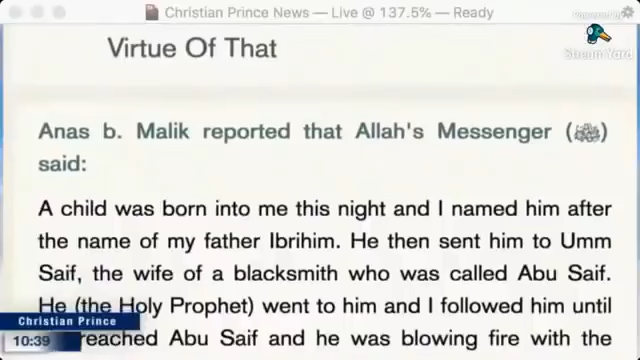 Christian Prince News — Live @ 137.5% — Ready
Powered by
Stream Yard
Virtue Of That
Anas b. Malik reported that Allah's Messenger (ﷺ)
said:
A child was born into me this night and I named him after
the name of my father Ibrihim. He then sent him to Umm
Saif, the wife of a blacksmith who was called Abu Saif.
He (the Holy Prophet) went to him and I followed him until
reached Abu Saif and he was blowing fire with the
Christian Prince
10:39